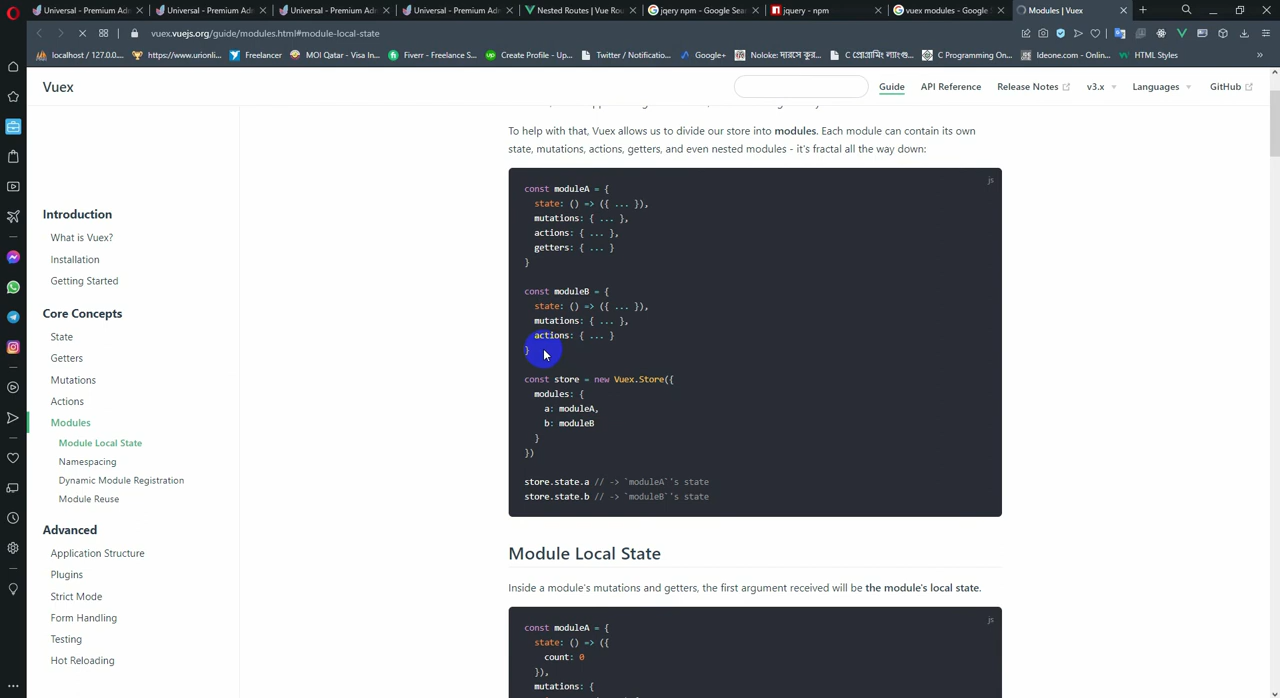 Universal - Premium Adm
Universal - Premium Adm
Universal - Premium Adm
Universal - Premium Adm
Nested Routes | Vue Rou
jqery npm - Google Sea
jquery - npm
vuex modules - Google S
Modules | Vuex
vuex.vuejs.org/guide/modules.html#module-local-state
localhost / 127.0.0....
https://www.urionli...
Freelancer
MOI Qatar - Visa In...
Fiverr - Freelance S...
Create Profile - Up...
Twitter / Notificatio...
Google+
C Programming On...
Ideone.com - Onlin...
HTML Styles
Vuex
Guide
API Reference
Release Notes
v3.x
Languages
GitHub
To help with that, Vuex allows us to divide our store into modules. Each module can contain its own
state, mutations, actions, getters, and even nested modules - it's fractal all the way down:
js
const moduleA = {
state: () => ({ ... }),
mutations: { ... },
actions: { ... },
getters: { ... }
}
const moduleB = {
state: () => ({ ... }),
mutations: { ... },
actions: { ... }
}
const store = new Vuex.Store({
modules: {
a: moduleA,
b: moduleB
}
})
store.state.a // -> `moduleA`'s state
store.state.b // -> `moduleB`'s state
Introduction
What is Vuex?
Installation
Getting Started
Core Concepts
State
Getters
Mutations
Actions
Modules
Module Local State
Namespacing
Dynamic Module Registration
Module Reuse
Advanced
Application Structure
Plugins
Strict Mode
Form Handling
Testing
Hot Reloading
Module Local State
Inside a module's mutations and getters, the first argument received will be the module's local state.
js
const moduleA = {
state: () => ({
count: 0
}),
mutations: {